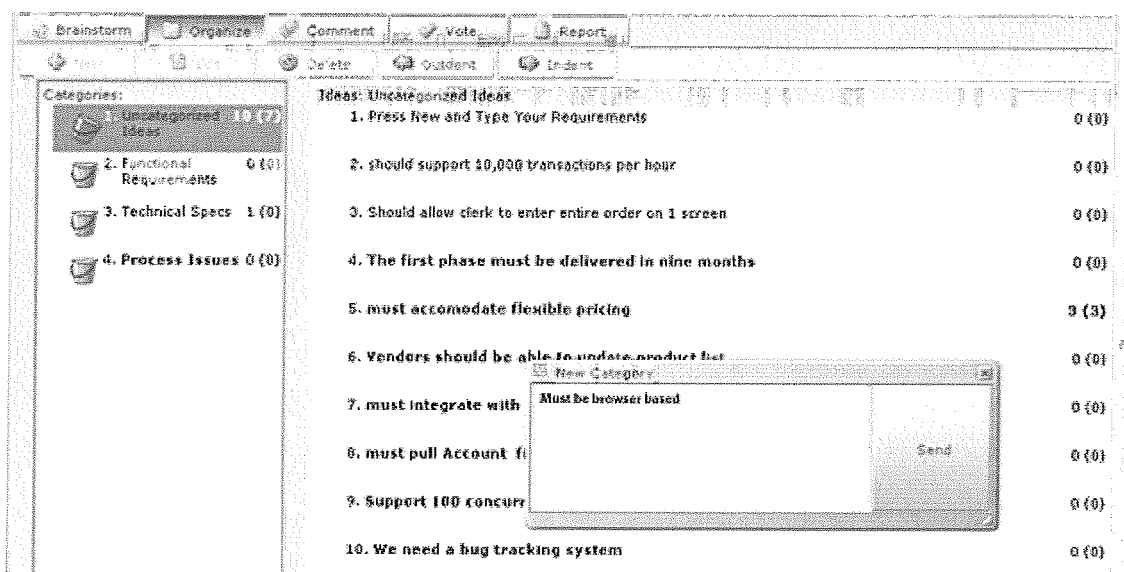 Brainstorm Organize Comment Vote Report
Delete Outdent Indent
Categories:
1. Uncategorized Ideas 10 (7)
2. Functional Requirements 0 (0)
3. Technical Specs 1 (0)
4. Process Issues 0 (0)
Ideas: Uncategorized Ideas
1. Press New and Type Your Requirements 0 (0)
2. should support 10,000 transactions per hour 0 (0)
3. Should allow clerk to enter entire order on 1 screen 0 (0)
4. The first phase must be delivered in nine months 0 (0)
5. must accomodate flexible pricing 3 (3)
6. Vendors should be able to update product list 0 (0)
7. must integrate with 0 (0)
8. must pull Account 0 (0)
9. Support 100 concurr 0 (0)
10. We need a bug tracking system 0 (0)
New Category
Must be browser based
Send